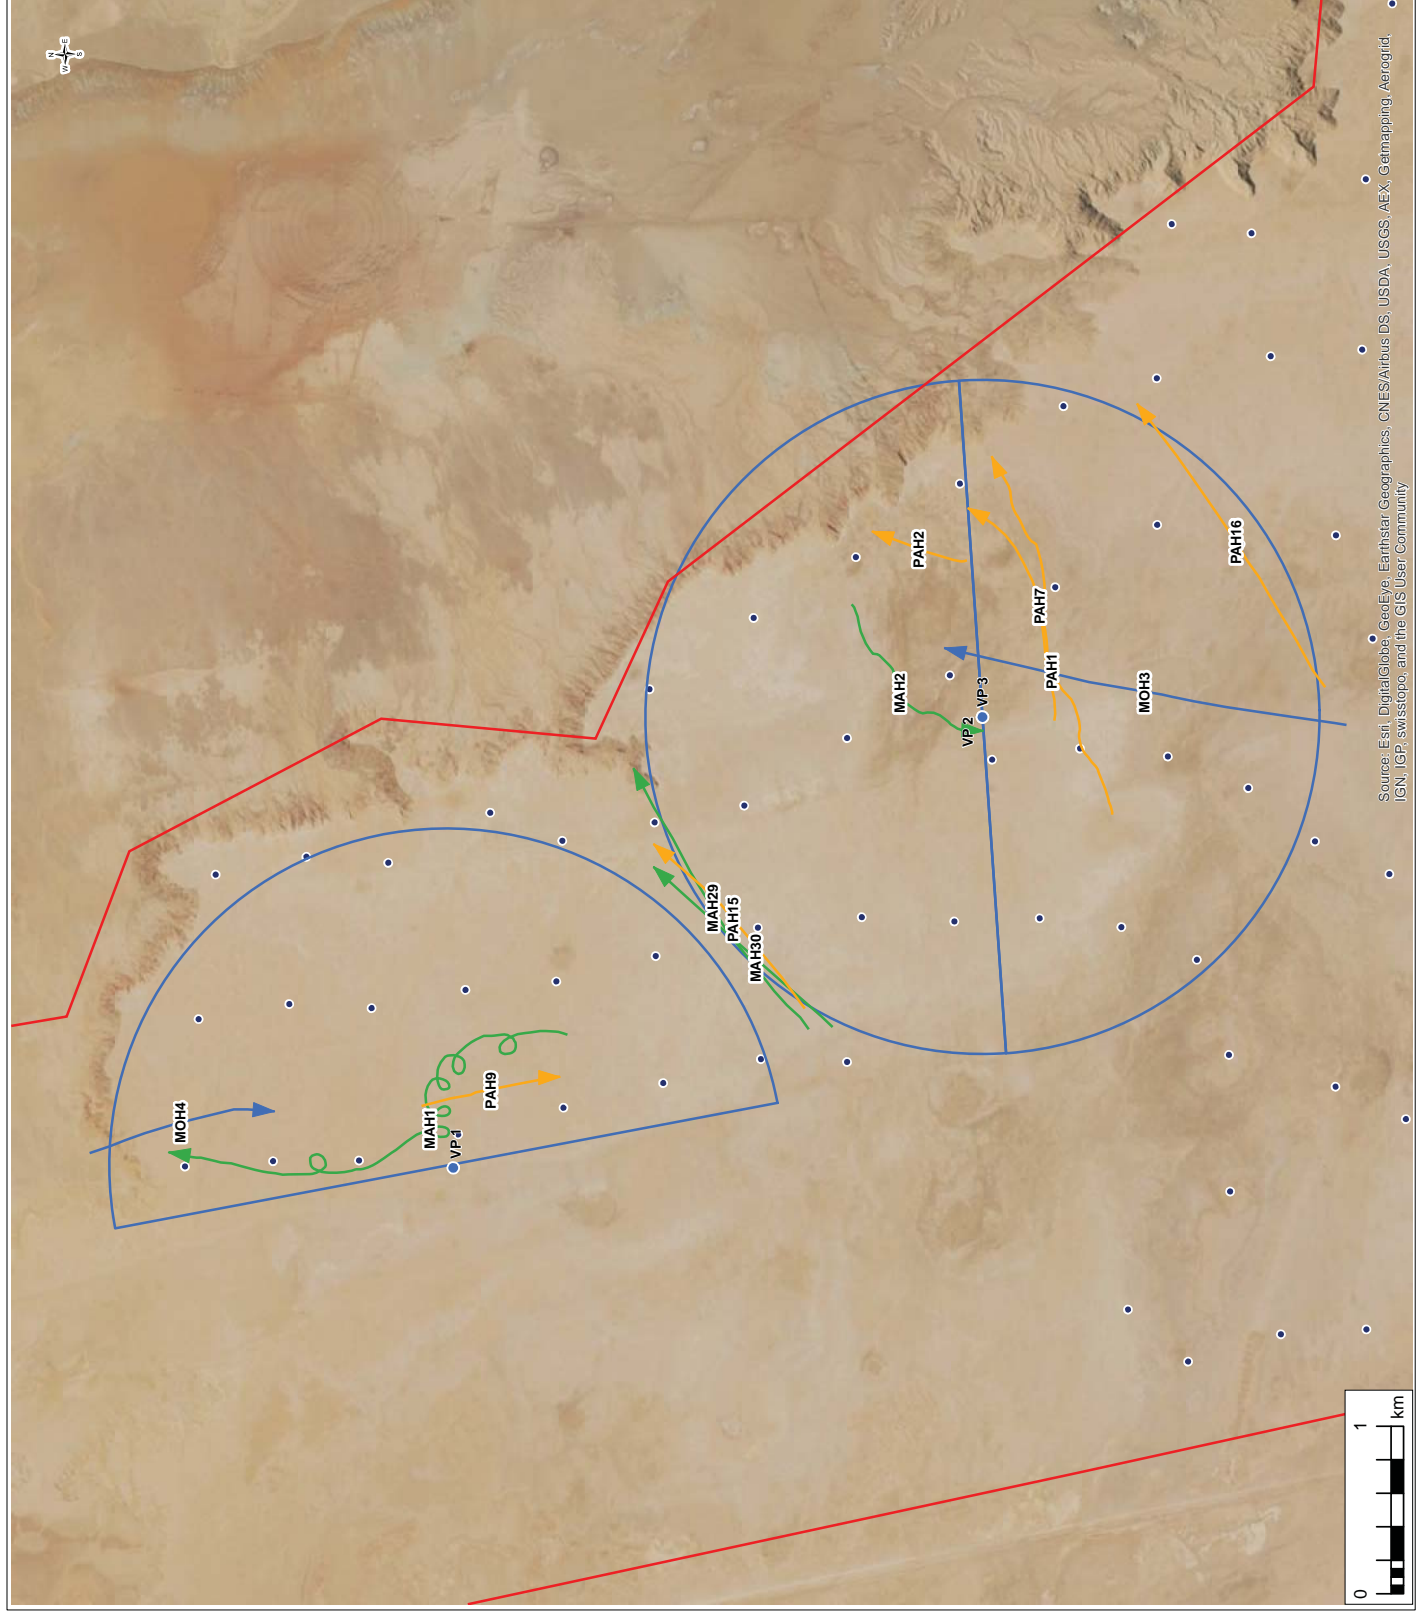 N
E
S
W
MOH4
MAH1
PAH9
VP 1
MAH29
PAH15
MAH30
MAH2
PAH2
VP 2
VP 3
PAH7
PAH1
MOH3
PAH16
0
1
km
Source: Esri, DigitalGlobe, GeoEye, Earthstar Geographics, CNES/Airbus DS, USDA, USGS, AEX, Getmapping, Aerogrid,
IGN, IGP, swisstopo, and the GIS User Community